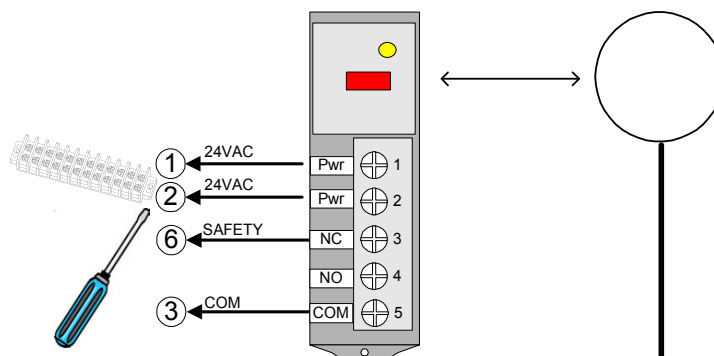 1 24VAC Pwr 1
2 24VAC Pwr 2
6 SAFETY NC 3
NO 4
3 COM COM 5